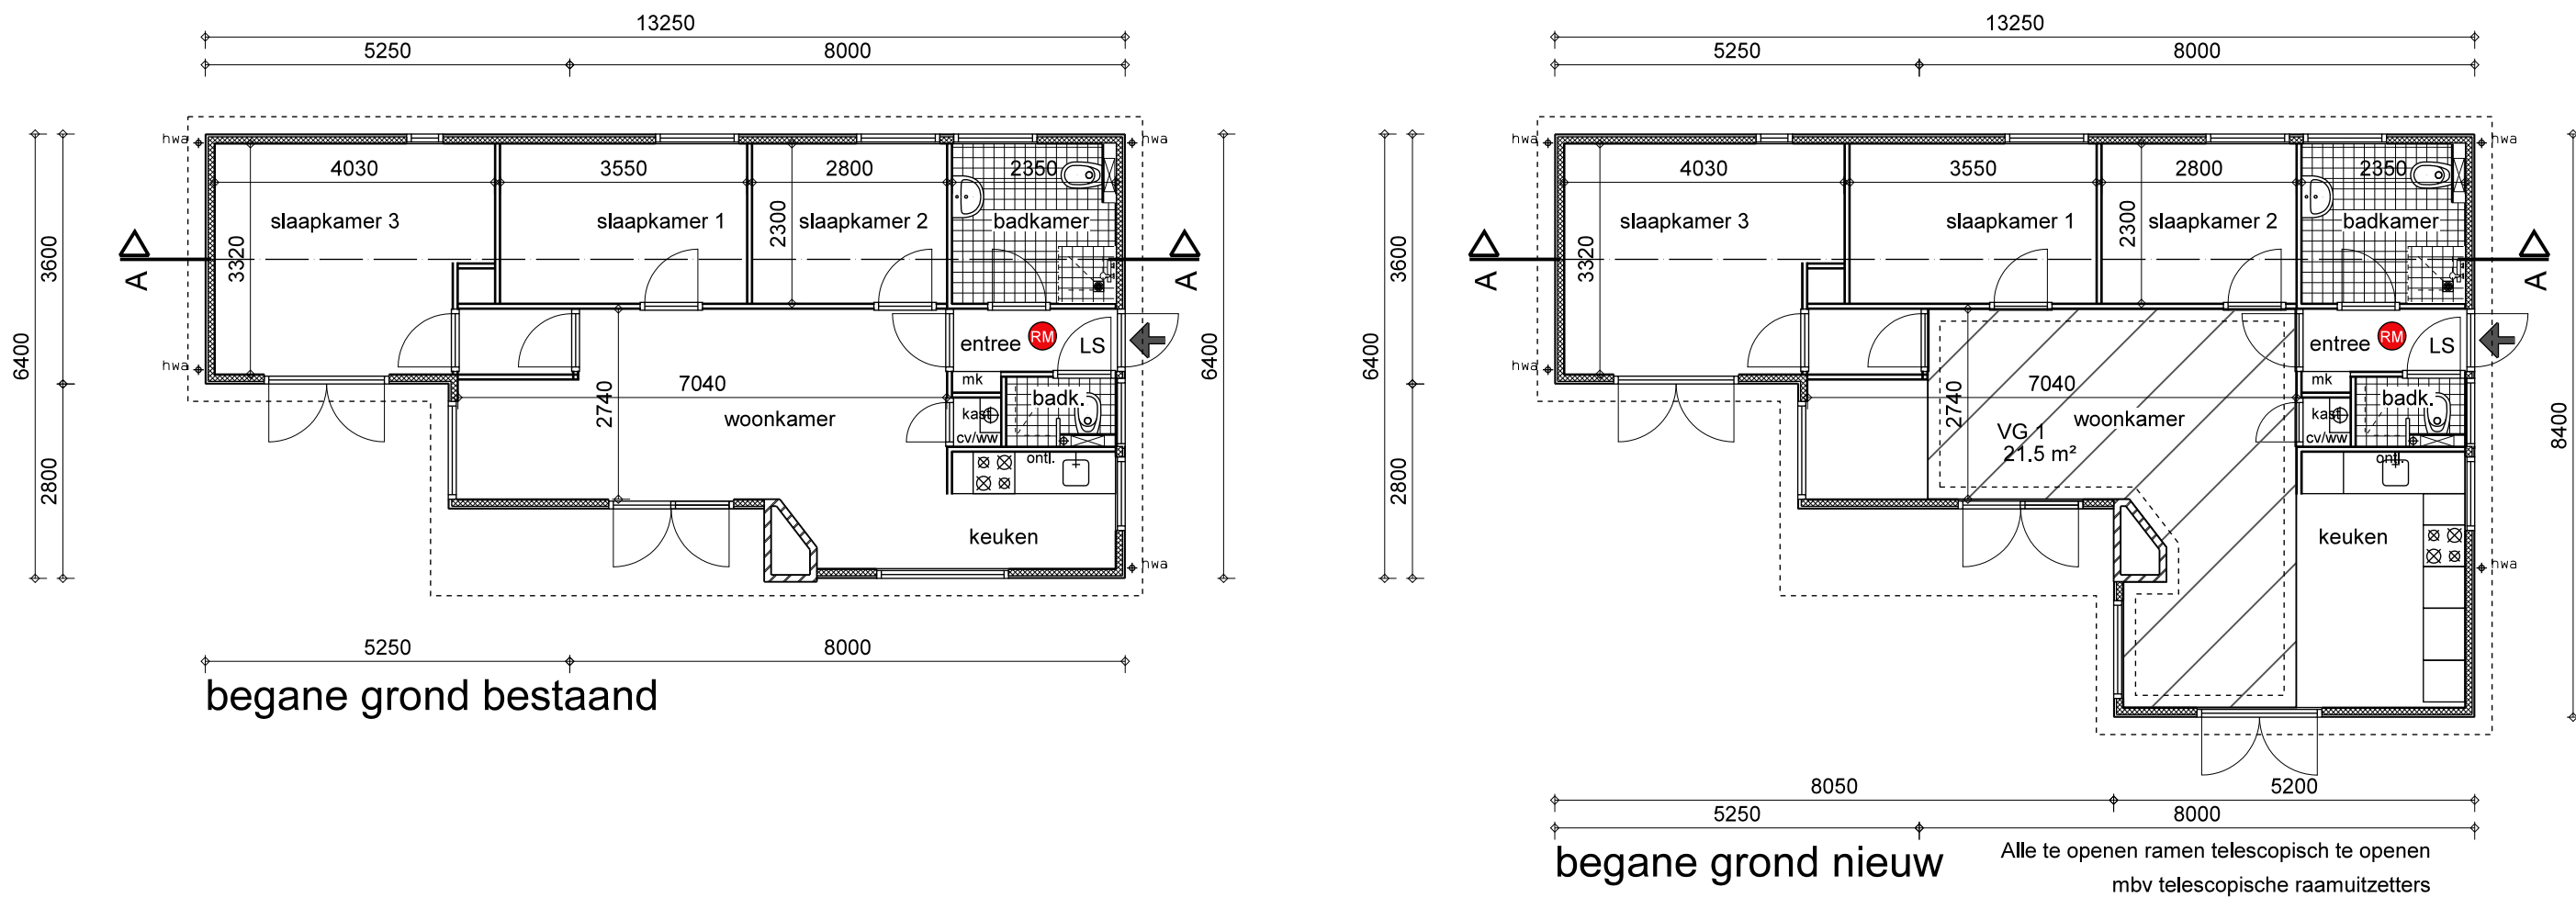 13250
5250 8000
hwa hwa
4030 3550 2800 2350
slaapkamer 3 slaapkamer 1 slaapkamer 2 badkamer
3320 2300
A A
3600
6400
2800
6400
entree RM LS
7040 mk
2740 woonkamer kast badk.
cv/ww
ontl.
keuken
hwa
hwa
5250 8000
begane grond bestaand
13250
5250 8000
hwa hwa
4030 3550 2800 2350
slaapkamer 3 slaapkamer 1 slaapkamer 2 badkamer
3320 2300
A A
3600
6400
2800
8400
entree RM LS
7040 mk
2740 woonkamer kast badk.
cv/ww
VG 1
21.5 m²
ontl.
keuken
hwa
hwa
8050 5200
5250 8000
begane grond nieuw
Alle te openen ramen telescopisch te openen
mbv telescopische raamuitzetters